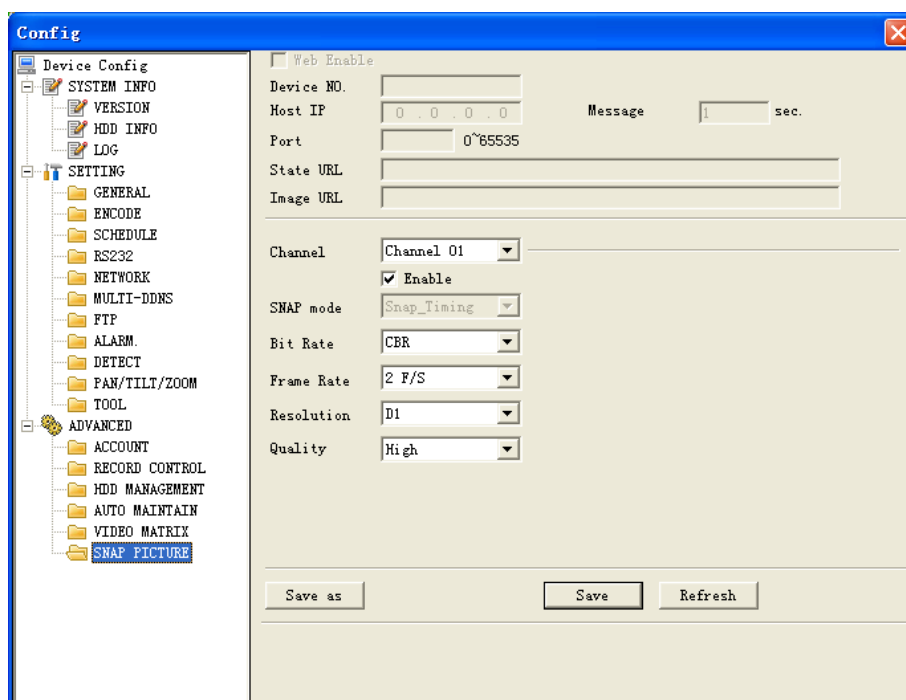 Config
Device Config
SYSTEM INFO
VERSION
HDD INFO
LOG
SETTING
GENERAL
ENCODE
SCHEDULE
RS232
NETWORK
MULTI-DDNS
FTP
ALARM.
DETECT
PAN/TILT/ZOOM
TOOL
ADVANCED
ACCOUNT
RECORD CONTROL
HDD MANAGEMENT
AUTO MAINTAIN
VIDEO MATRIX
SNAP PICTURE
Web Enable
Device NO.
Host IP 0 . 0 . 0 . 0 Message 1 sec.
Port 0~65535
State URL
Image URL
Channel Channel 01
Enable
SNAP mode Snap_Timing
Bit Rate CBR
Frame Rate 2 F/S
Resolution D1
Quality High
Save as Save Refresh